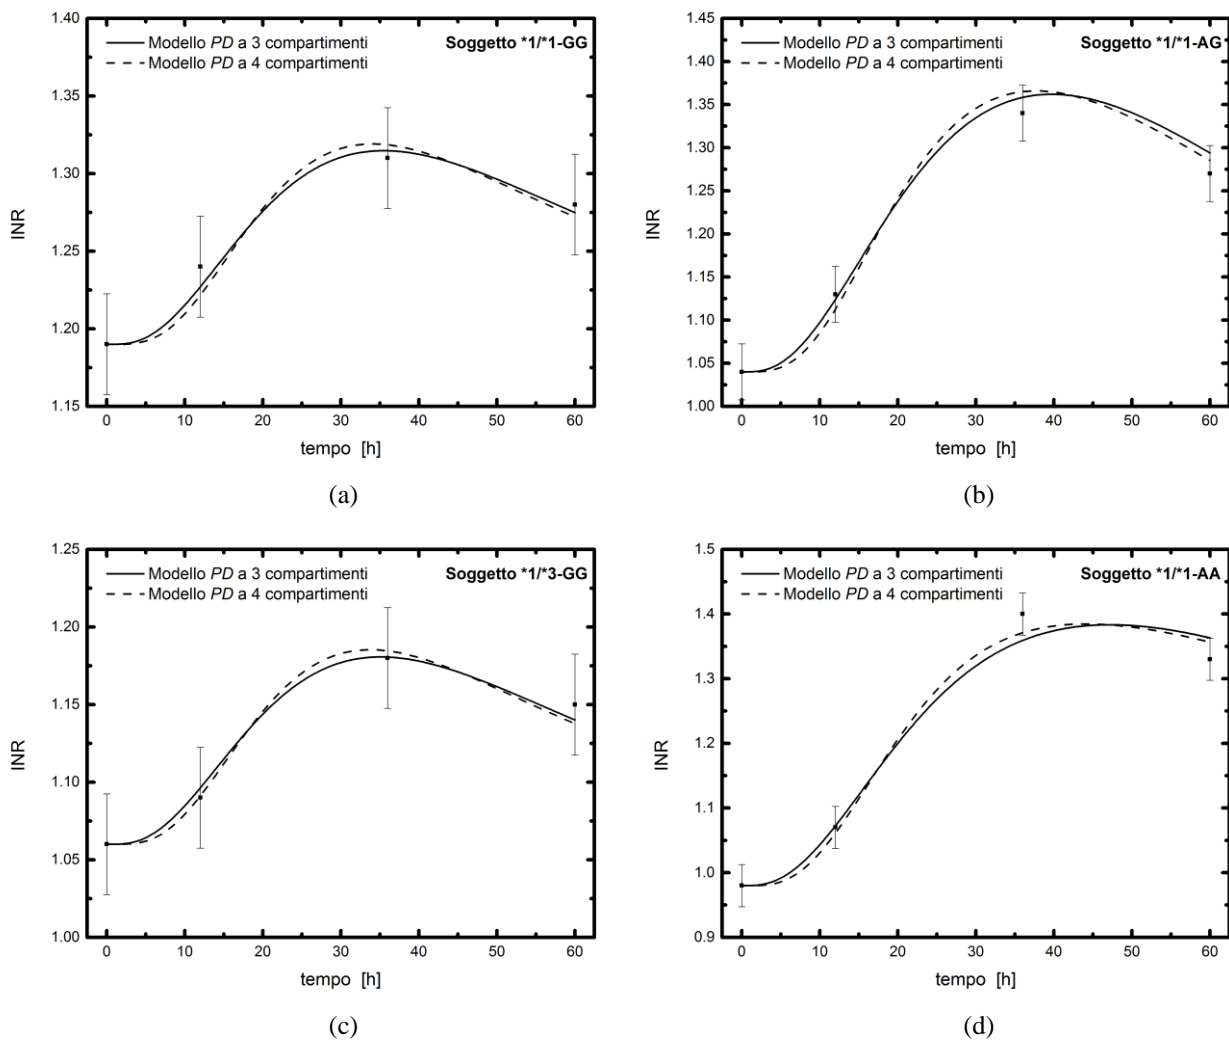 Modello PD a 3 compartimenti Soggetto *1/*1-GG
Modello PD a 4 compartimenti
1.40
1.35
1.30
1.25
1.20
1.15
INR
0 10 20 30 40 50 60
tempo [h]
(a)
Modello PD a 3 compartimenti Soggetto *1/*1-AG
Modello PD a 4 compartimenti
1.45
1.40
1.35
1.30
1.25
1.20
1.15
1.10
1.05
1.00
INR
0 10 20 30 40 50 60
tempo [h]
(b)
Modello PD a 3 compartimenti Soggetto *1/*3-GG
Modello PD a 4 compartimenti
1.25
1.20
1.15
1.10
1.05
1.00
INR
0 10 20 30 40 50 60
tempo [h]
(c)
Modello PD a 3 compartimenti Soggetto *1/*1-AA
Modello PD a 4 compartimenti
1.5
1.4
1.3
1.2
1.1
1.0
0.9
INR
0 10 20 30 40 50 60
tempo [h]
(d)